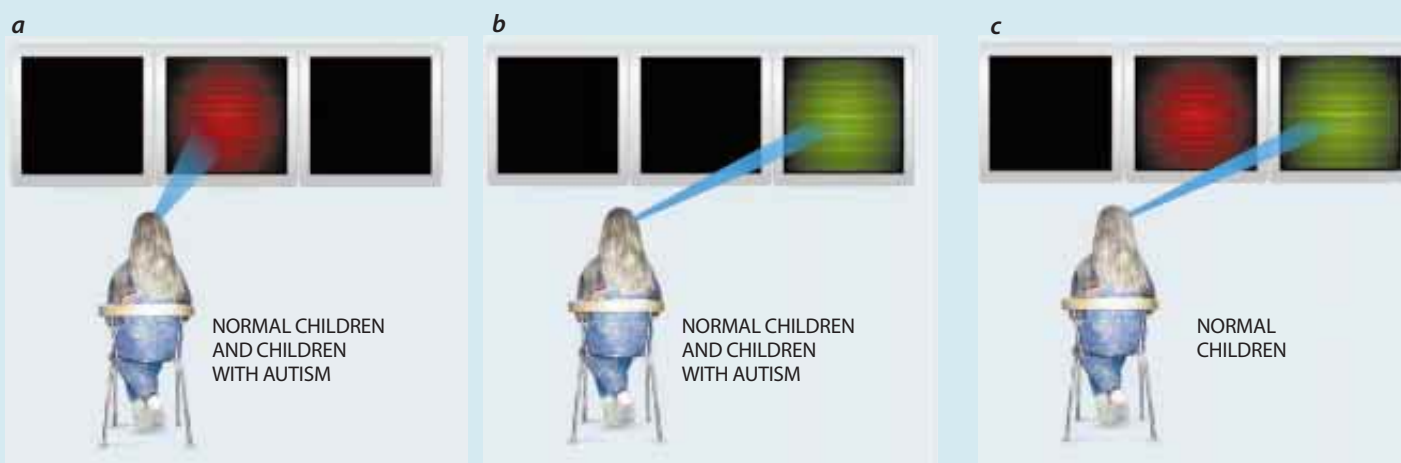 a
b
c
NORMAL CHILDREN
AND CHILDREN
WITH AUTISM
NORMAL CHILDREN
AND CHILDREN
WITH AUTISM
NORMAL
CHILDREN